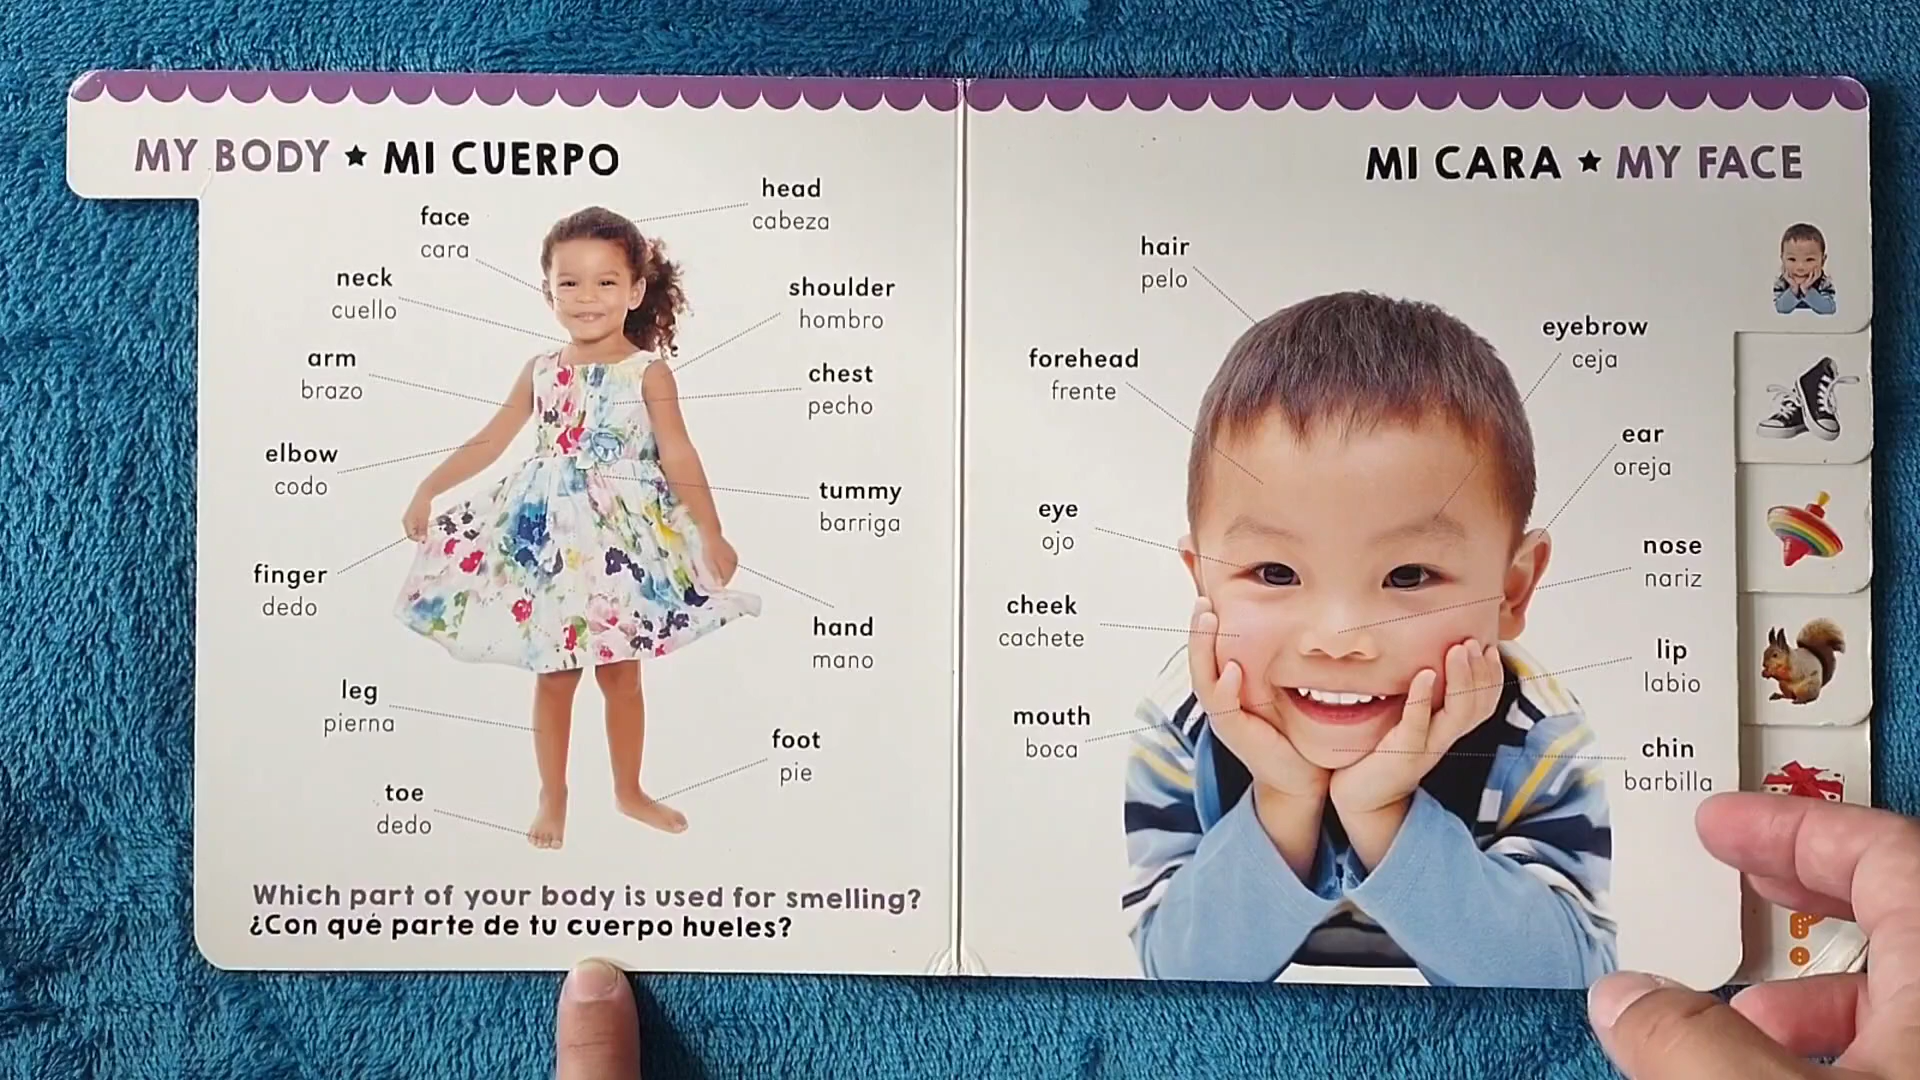 MY BODY ★ MI CUERPO
head
cabeza
face
cara
neck
cuello
shoulder
hombro
arm
brazo
chest
pecho
elbow
codo
tummy
barriga
finger
dedo
hand
mano
leg
pierna
foot
pie
toe
dedo
Which part of your body is used for smelling?
¿Con qué parte de tu cuerpo hueles?
MI CARA ★ MY FACE
hair
pelo
eyebrow
ceja
forehead
frente
ear
oreja
eye
ojo
nose
nariz
cheek
cachete
lip
labio
mouth
boca
chin
barbilla